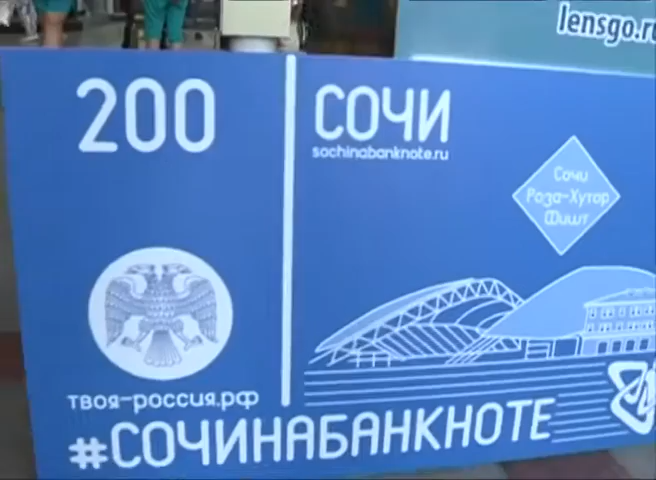 lensgo.ru
200
СОЧИ
sochinabanknote.ru
Сочи
Роза-Хутор
Фишт
твоя-россия.рф
#СОЧИНАБАНКНОТЕ